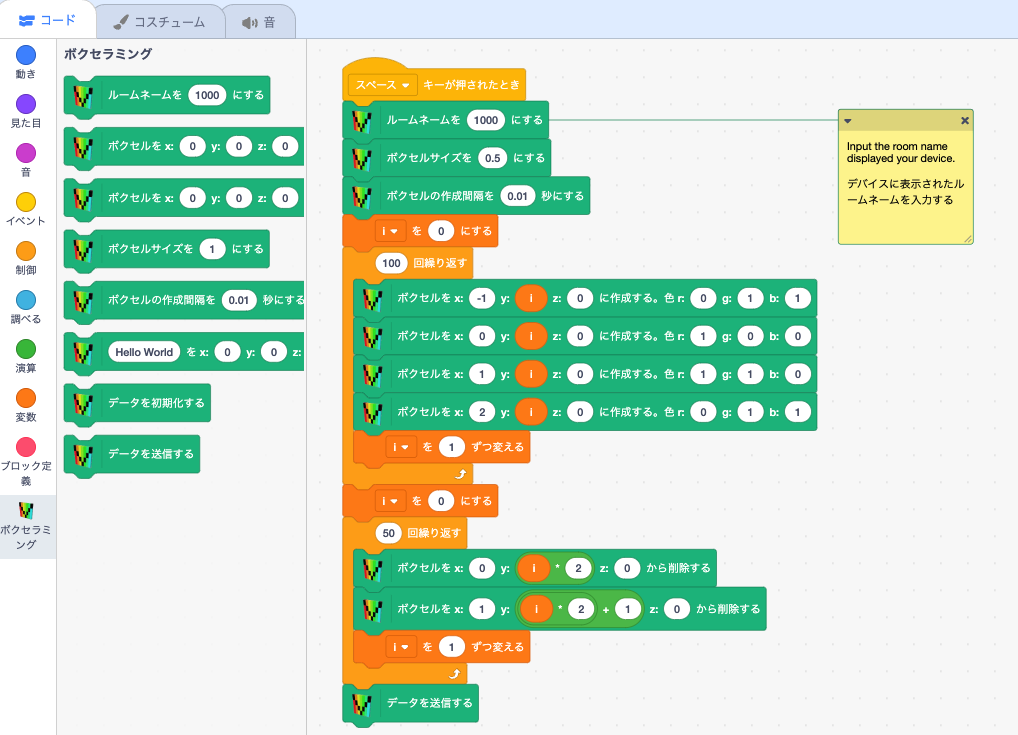 コード
コスチューム
音
動き
見た目
音
イベント
制御
調べる
演算
変数
ブロック定
義
ボクセラミ
ング
ボクセラミング
ルームネームを 1000 にする
ボクセルを x: 0 y: 0 z: 0
ボクセルを x: 0 y: 0 z: 0
ボクセルサイズを 1 にする
ボクセルの作成間隔を 0.01 秒にする
Hello World を x: 0 y: 0 z:
データを初期化する
データを送信する
スペース キーが押されたとき
ルームネームを 1000 にする
ボクセルサイズを 0.5 にする
ボクセルの作成間隔を 0.01 秒にする
i を 0 にする
100 回繰り返す
ボクセルを x: -1 y: i z: 0 に作成する。色 r: 0 g: 1 b: 1
ボクセルを x: 0 y: i z: 0 に作成する。色 r: 1 g: 0 b: 0
ボクセルを x: 1 y: i z: 0 に作成する。色 r: 1 g: 1 b: 0
ボクセルを x: 2 y: i z: 0 に作成する。色 r: 0 g: 1 b: 1
i を 1 ずつ変える
i を 0 にする
50 回繰り返す
ボクセルを x: 0 y: i * 2 z: 0 から削除する
ボクセルを x: 1 y: i * 2 + 1 z: 0 から削除する
i を 1 ずつ変える
データを送信する
Input the room name
displayed your device.
デバイスに表示されたル
ームネームを入力する